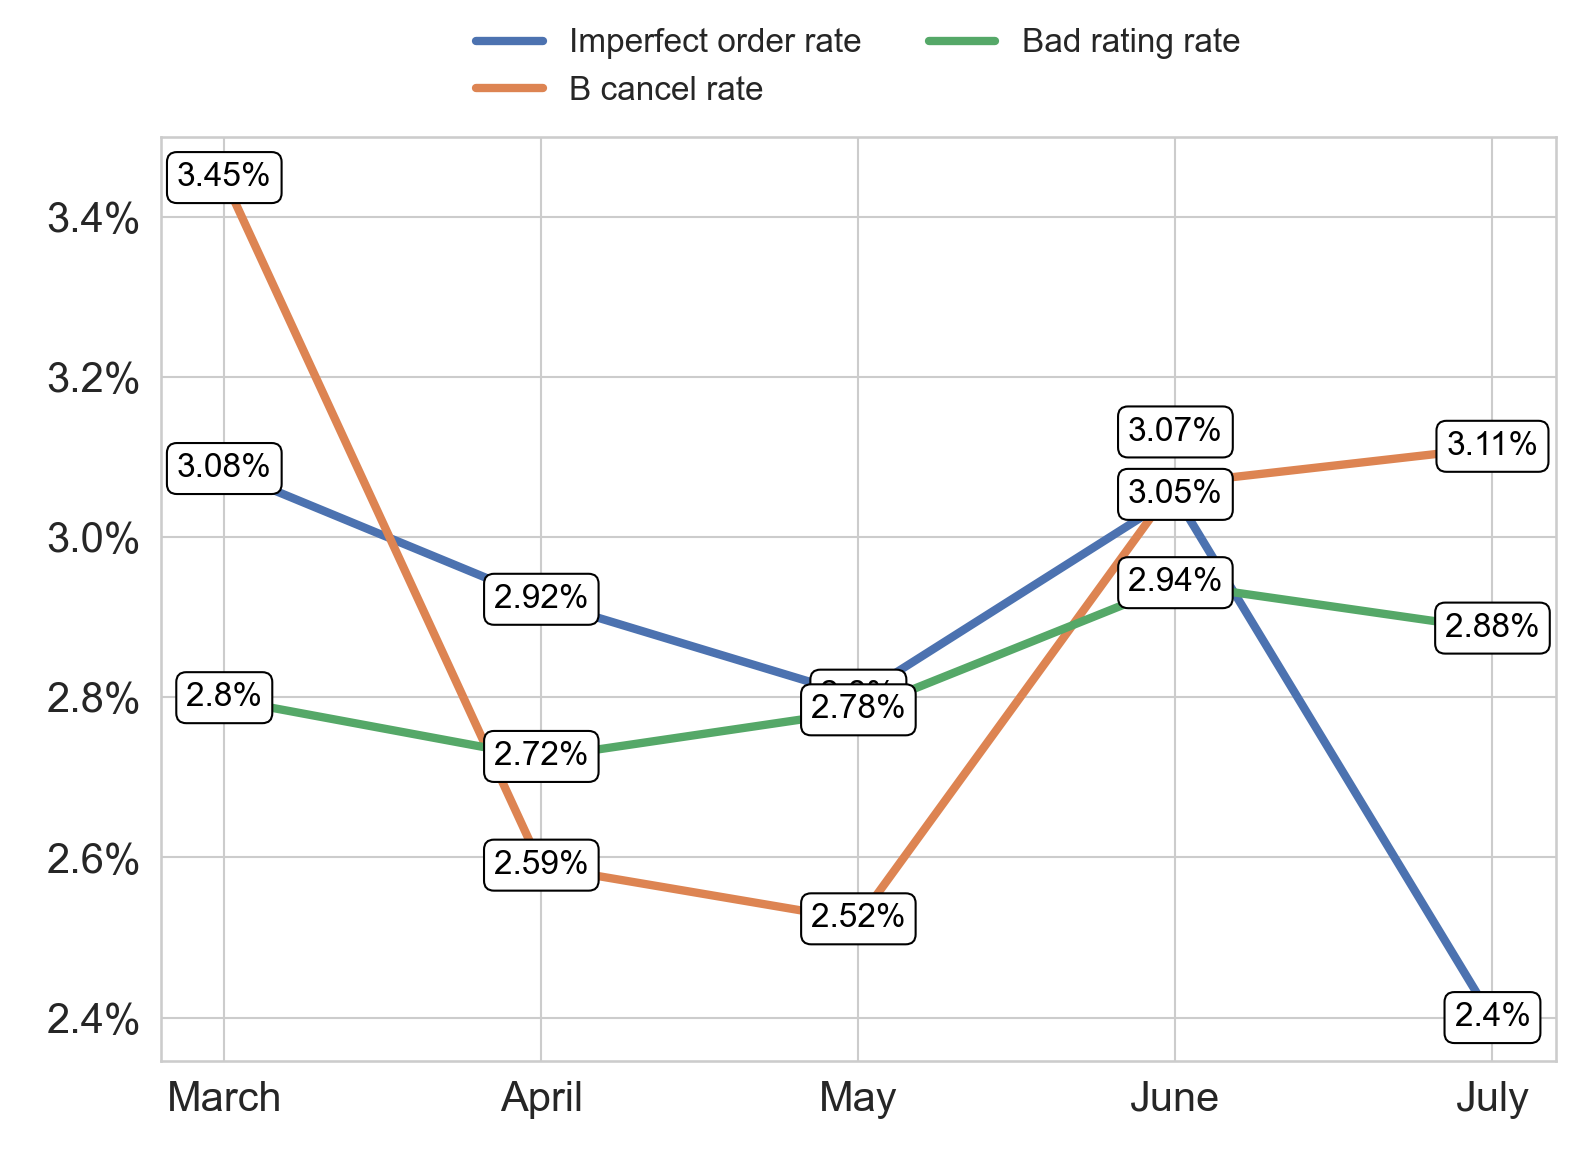 Imperfect order rate
Bad rating rate
B cancel rate
3.45%
3.4%
3.2%
3.07%
3.11%
3.08%
3.05%
3.0%
2.94%
2.92%
2.88%
2.8%
2.8%
2.78%
2.72%
2.6%
2.59%
2.52%
2.4%
2.4%
March
April
May
June
July